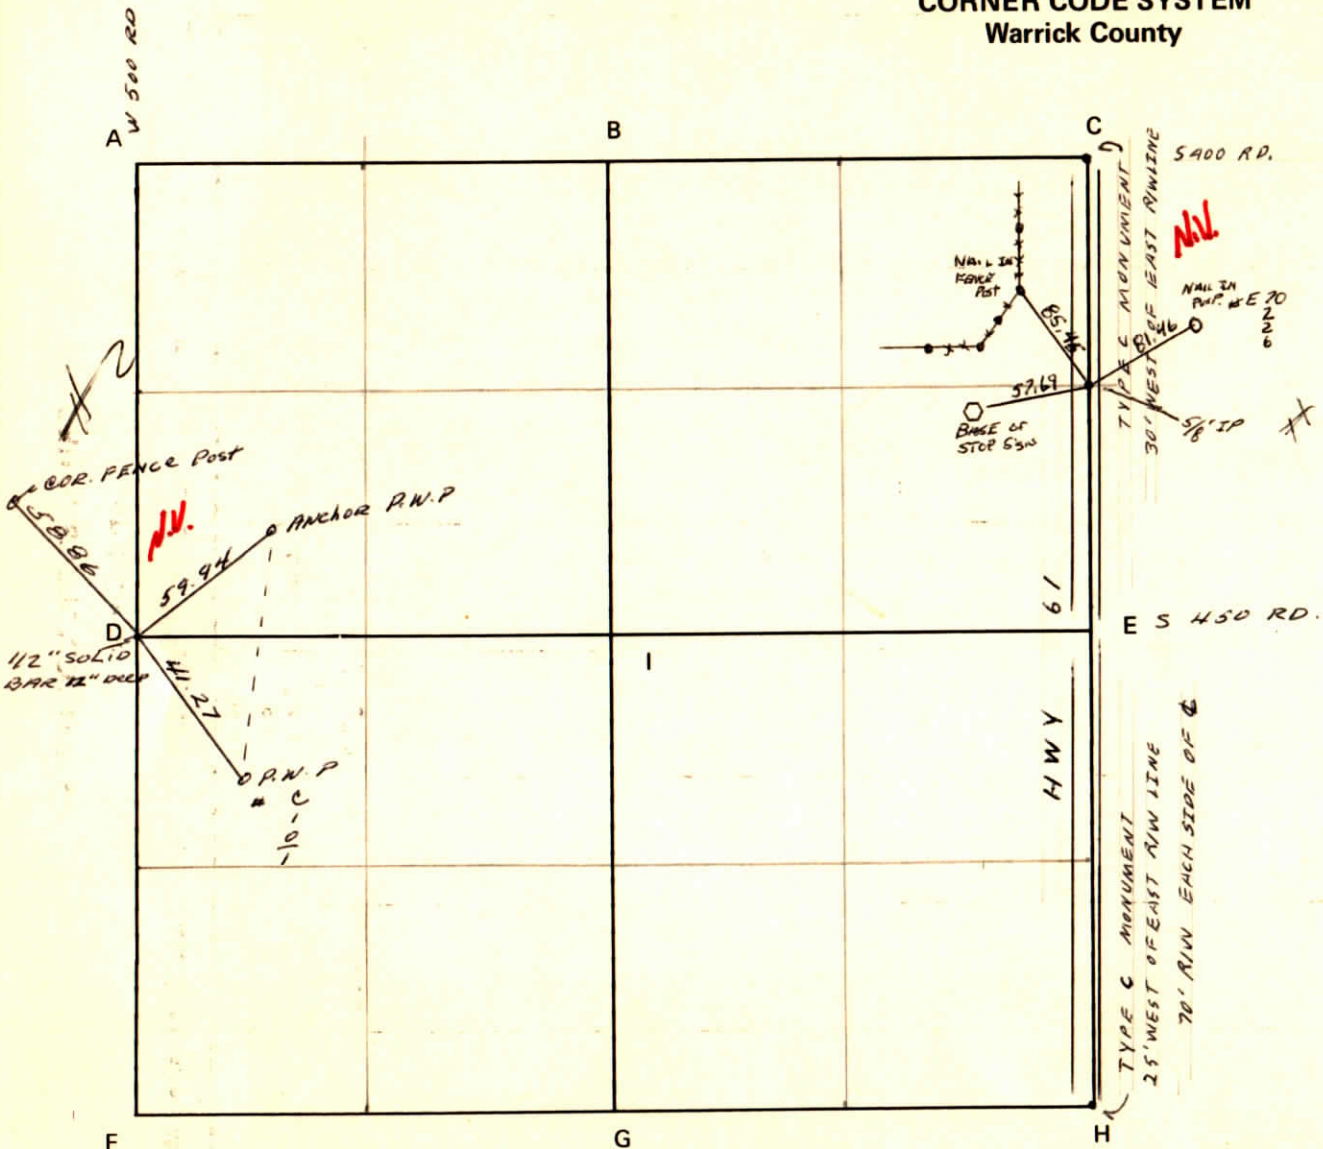 CORNER CODE SYSTEM
Warrick County
W 500 RD
A
B
C
S 400 RD.
TYPE C MONUMENT
30' WEST OF EAST R/W LINE
N.V.
NAIL IN
FENCE
POST
85.46
NAIL IN
P.W.P. # E 70
2
2
6
81.46
57.69
BASE OF
STOP SIGN
5/8" IP
COR. FENCE POST
58.86
N.V.
ANCHOR P.W.P
59.94
D
1/2" SOLID
BAR 12" DEEP
41.27
P.W.P
# C
1
0
1
I
61
HWY
E
S 450 RD.
TYPE C MONUMENT
25' WEST OF EAST R/W LINE
70' R/W EACH SIDE OF ℄
F
G
H